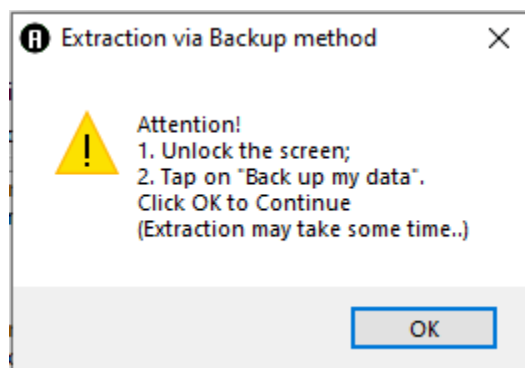 Extraction via Backup method
Attention!
1. Unlock the screen;
2. Tap on "Back up my data".
Click OK to Continue
(Extraction may take some time..)
OK